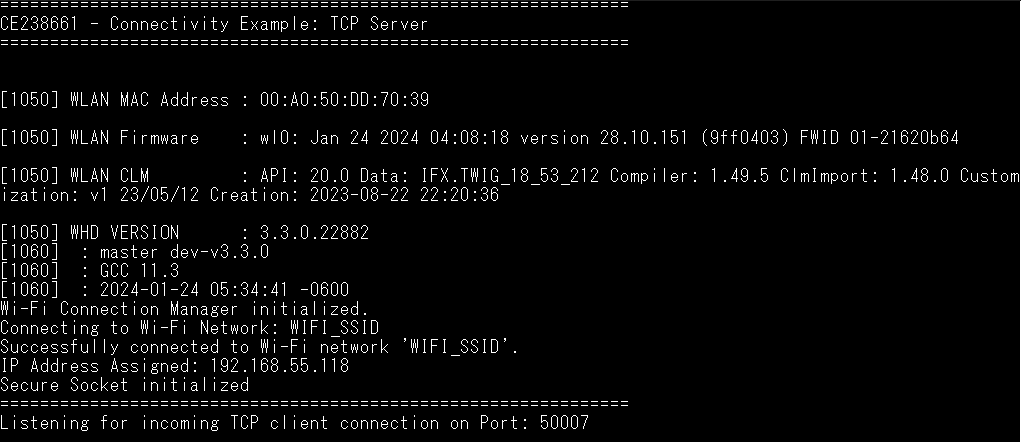 ===============================================================
CE238661 - Connectivity Example: TCP Server
===============================================================
[1050] WLAN MAC Address : 00:A0:50:DD:70:39
[1050] WLAN Firmware    : wl0: Jan 24 2024 04:08:18 version 28.10.151 (9ff0403) FWID 01-21620b64
[1050] WLAN CLM         : API: 20.0 Data: IFX.TWIG_18_53_212 Compiler: 1.49.5 ClmImport: 1.48.0 Custom
ization: v1 23/05/12 Creation: 2023-08-22 22:20:36
[1050] WHD VERSION      : 3.3.0.22882
[1060]  : master dev-v3.3.0
[1060]  : GCC 11.3
[1060]  : 2024-01-24 05:34:41 -0600
Wi-Fi Connection Manager initialized.
Connecting to Wi-Fi Network: WIFI_SSID
Successfully connected to Wi-Fi network 'WIFI_SSID'.
IP Address Assigned: 192.168.55.118
Secure Socket initialized
===============================================================
Listening for incoming TCP client connection on Port: 50007